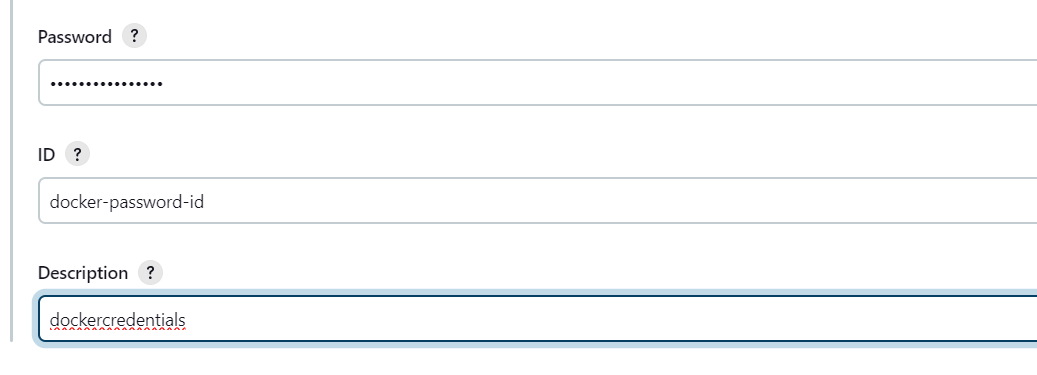 Password ?
••••••••••••••••
ID ?
docker-password-id
Description ?
dockercredentials